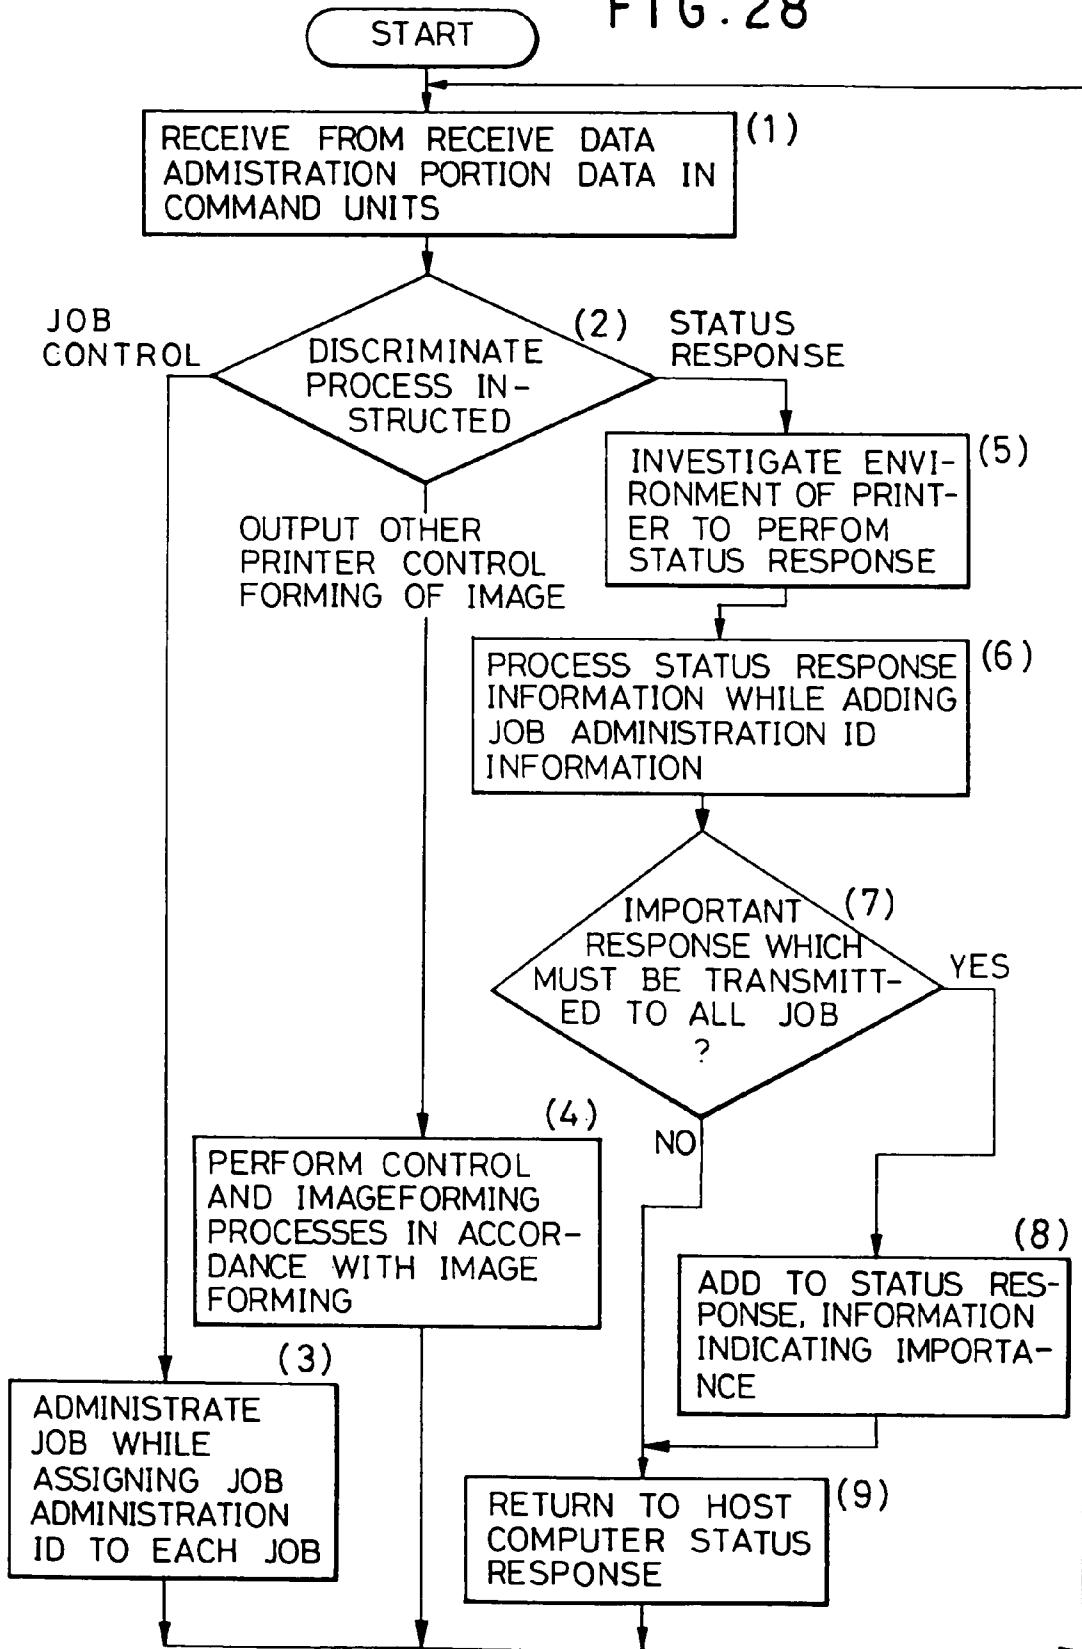 FIG.28
START
(1)
RECEIVE FROM RECEIVE DATA
ADMISTRATION PORTION DATA IN
COMMAND UNITS
JOB
CONTROL
(2)
DISCRIMINATE
PROCESS IN-
STRUCTED
STATUS
RESPONSE
(5)
INVESTIGATE ENVI-
RONMENT OF PRINT-
ER TO PERFOM
STATUS RESPONSE
OUTPUT OTHER
PRINTER CONTROL
FORMING OF IMAGE
(6)
PROCESS STATUS RESPONSE
INFORMATION WHILE ADDING
JOB ADMINISTRATION ID
INFORMATION
(7)
IMPORTANT
RESPONSE WHICH
MUST BE TRANSMITT-
ED TO ALL JOB
?
YES
NO
(4)
PERFORM CONTROL
AND IMAGEFORMING
PROCESSES IN ACCOR-
DANCE WITH IMAGE
FORMING
(8)
ADD TO STATUS RES-
PONSE, INFORMATION
INDICATING IMPORTA-
NCE
(3)
ADMINISTRATE
JOB WHILE
ASSIGNING JOB
ADMINISTRATION
ID TO EACH JOB
(9)
RETURN TO HOST
COMPUTER STATUS
RESPONSE